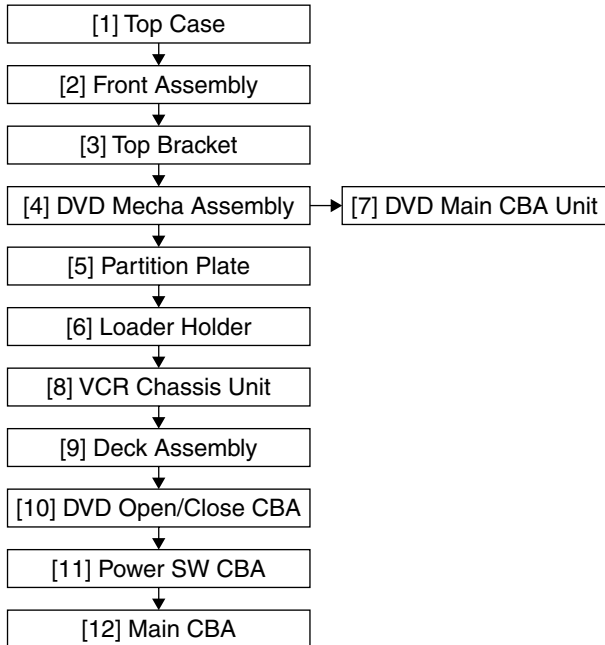 [1] Top Case
[2] Front Assembly
[3] Top Bracket
[4] DVD Mecha Assembly
[7] DVD Main CBA Unit
[5] Partition Plate
[6] Loader Holder
[8] VCR Chassis Unit
[9] Deck Assembly
[10] DVD Open/Close CBA
[11] Power SW CBA
[12] Main CBA